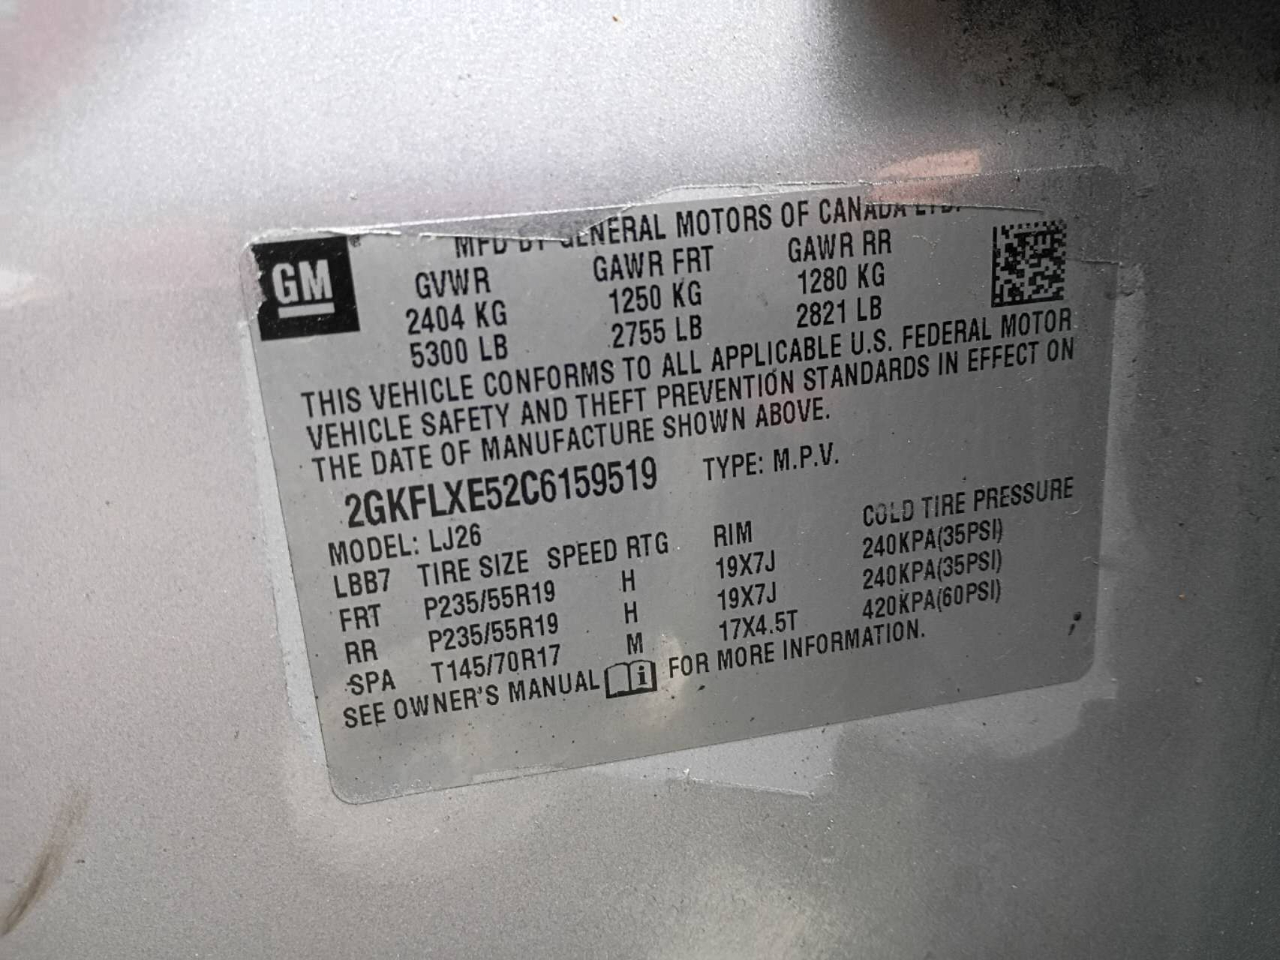 GM
MFD BY GENERAL MOTORS OF CANADA LTD.
GVWR GAWR FRT GAWR RR
2404 KG 1250 KG 1280 KG
5300 LB 2755 LB 2821 LB
THIS VEHICLE CONFORMS TO ALL APPLICABLE U.S. FEDERAL MOTOR
VEHICLE SAFETY AND THEFT PREVENTION STANDARDS IN EFFECT ON
THE DATE OF MANUFACTURE SHOWN ABOVE.
2GKFLXE52C6159519 TYPE: M.P.V.
MODEL: LJ26
LBB7 TIRE SIZE SPEED RTG RIM COLD TIRE PRESSURE
FRT P235/55R19 H 19X7J 240KPA(35PSI)
RR P235/55R19 H 19X7J 240KPA(35PSI)
SPA T145/70R17 M 17X4.5T 420KPA(60PSI)
SEE OWNER'S MANUAL i FOR MORE INFORMATION.